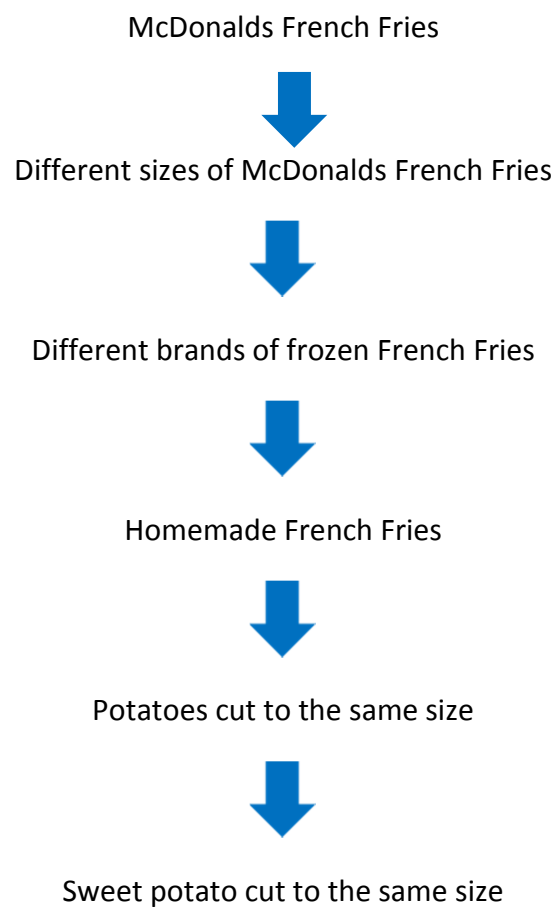 McDonalds French Fries
Different sizes of McDonalds French Fries
Different brands of frozen French Fries
Homemade French Fries
Potatoes cut to the same size
Sweet potato cut to the same size